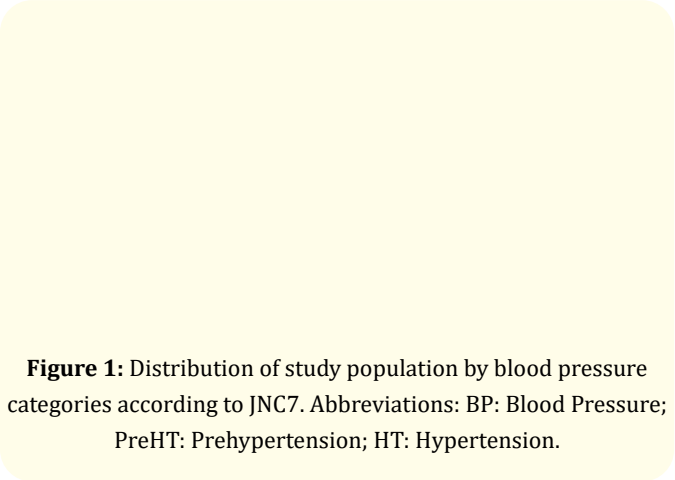 Figure 1: Distribution of study population by blood pressure
categories according to JNC7. Abbreviations: BP: Blood Pressure;
PreHT: Prehypertension; HT: Hypertension.